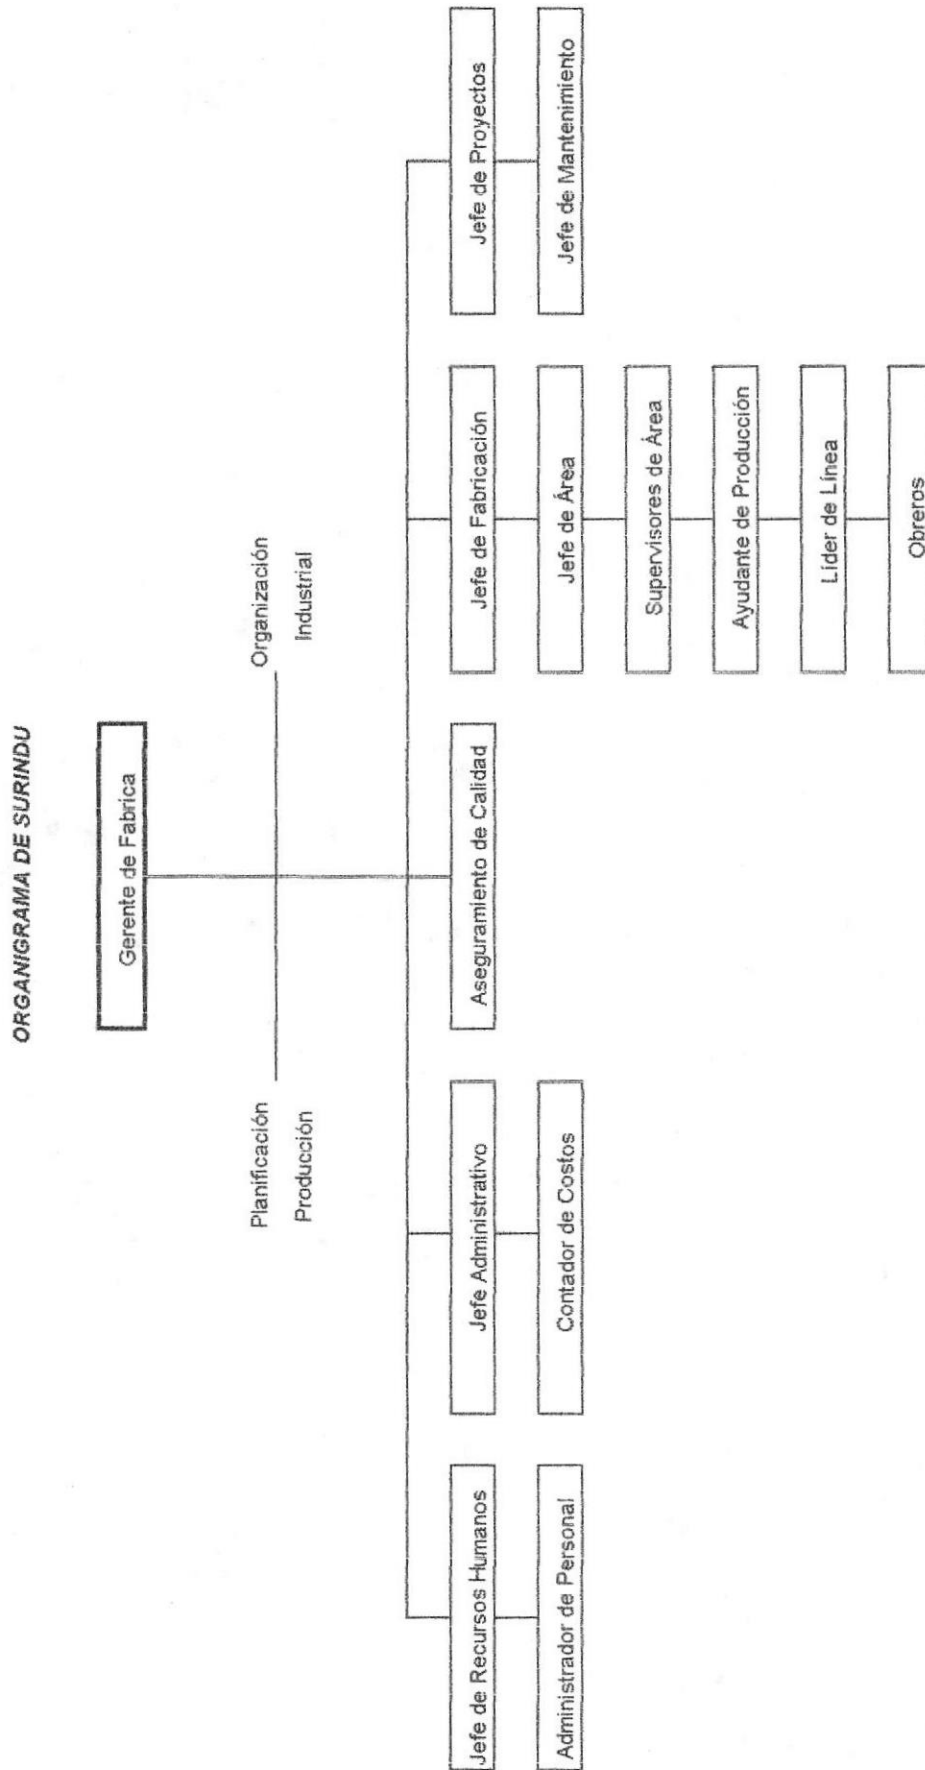 ORGANIGRAMA DE SURINDU
Gerente de Fabrica
Planificación
Producción
Organización
Industrial
Jefe de Recursos Humanos
Administrador de Personal
Jefe Administrativo
Contador de Costos
Aseguramiento de Calidad
Jefe de Fabricación
Jefe de Área
Supervisores de Área
Ayudante de Producción
Líder de Línea
Obreros
Jefe de Proyectos
Jefe de Mantenimiento